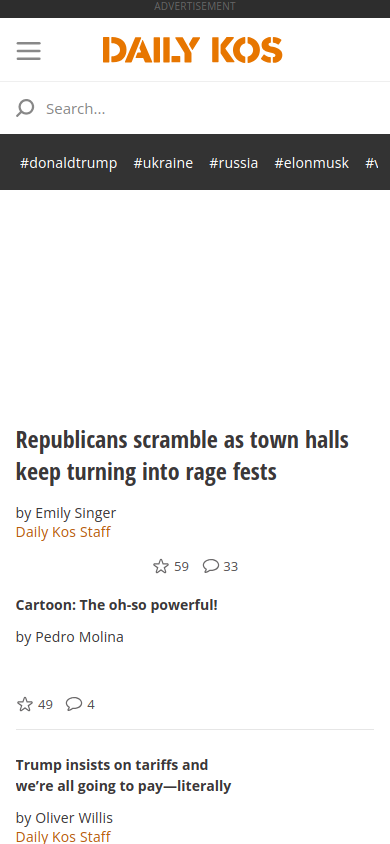 ADVERTISEMENT
DAILY KOS
Search...
#donaldtrump #ukraine #russia #elonmusk
Republicans scramble as town halls
keep turning into rage fests
by Emily Singer
Daily Kos Staff
59 33
Cartoon: The oh-so powerful!
by Pedro Molina
49 4
Trump insists on tariffs and
we’re all going to pay—literally
by Oliver Willis
Daily Kos Staff